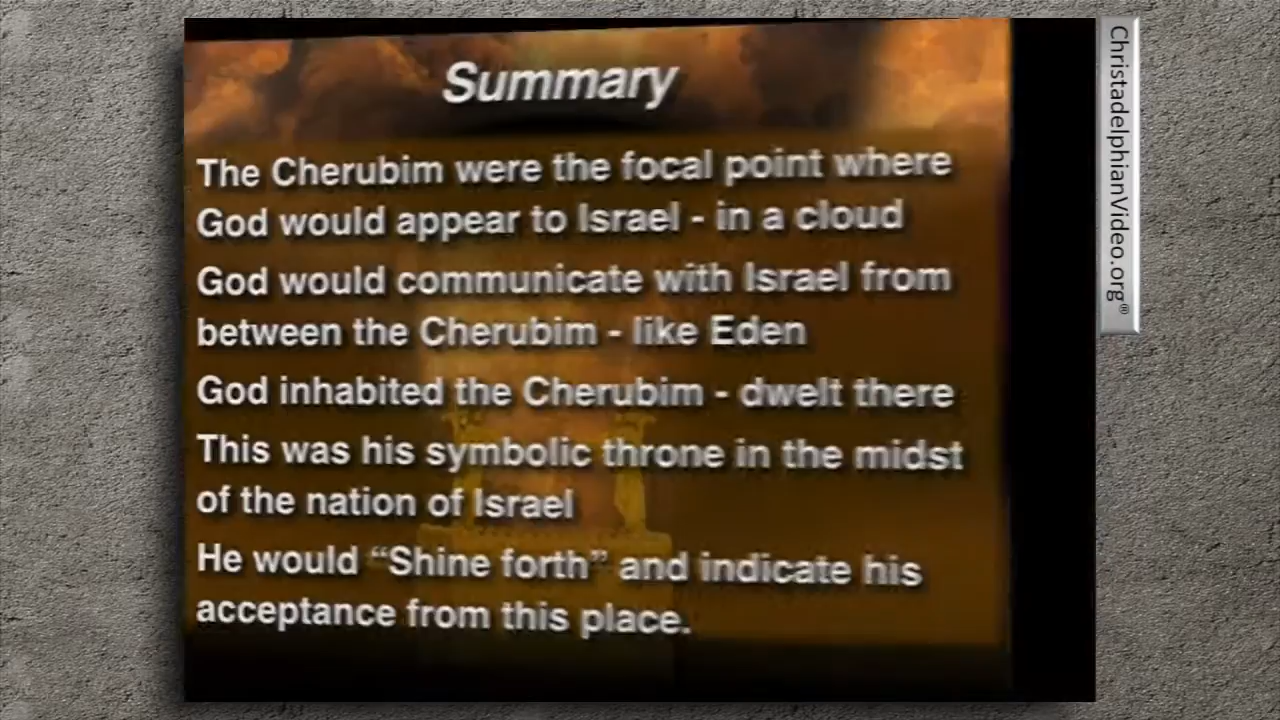 Summary
The Cherubim were the focal point where
God would appear to Israel - in a cloud
God would communicate with Israel from
between the Cherubim - like Eden
God inhabited the Cherubim - dwelt there
This was his symbolic throne in the midst
of the nation of Israel
He would “Shine forth” and indicate his
acceptance from this place.
ChristadelphianVideo.org®